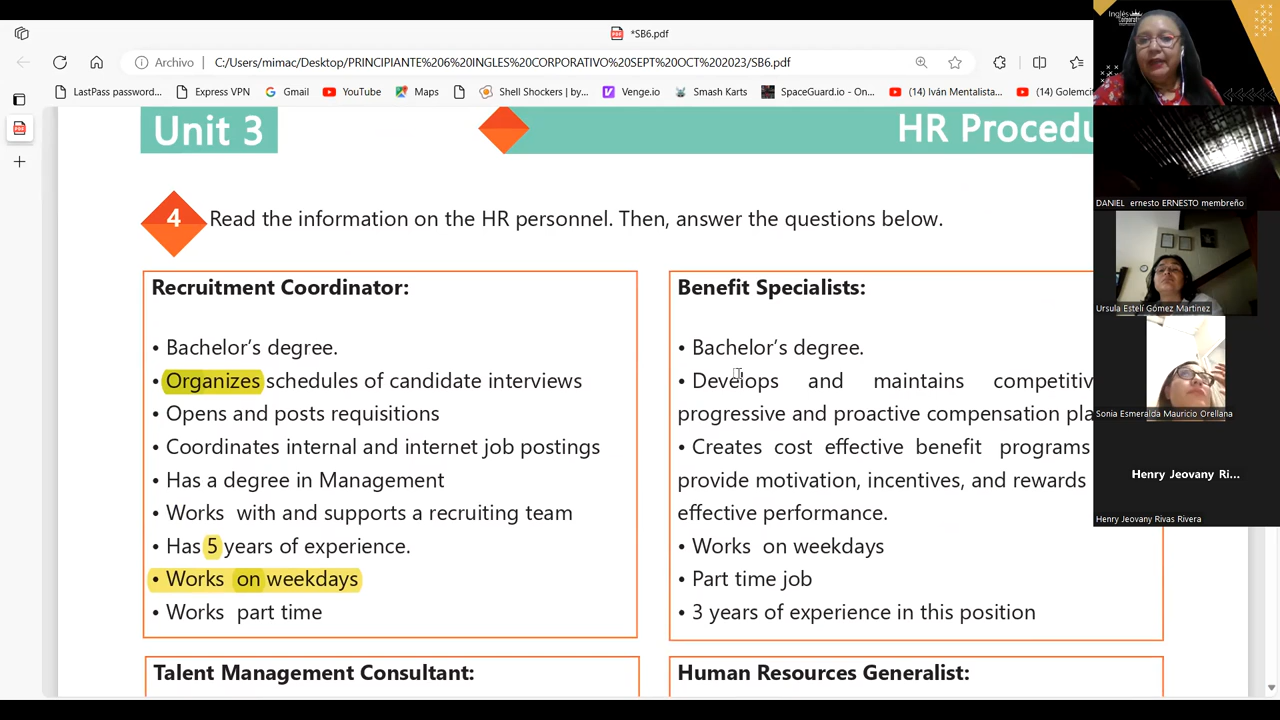 *SB6.pdf
Archivo C:/Users/mimac/Desktop/PRINCIPIANTE%206%20INGLES%20CORPORATIVO%20SEPT%20OCT%202023/SB6.pdf
LastPass password... Express VPN Gmail YouTube Maps Shell Shockers | by... Venge.io Smash Karts SpaceGuard.io - On... (14) Iván Mentalista... (14) Golemcit
Unit 3 HR Procedu
4 Read the information on the HR personnel. Then, answer the questions below.
Recruitment Coordinator:
• Bachelor's degree.
• Organizes schedules of candidate interviews
• Opens and posts requisitions
• Coordinates internal and internet job postings
• Has a degree in Management
• Works with and supports a recruiting team
• Has 5 years of experience.
• Works on weekdays
• Works part time
Benefit Specialists:
• Bachelor's degree.
• Develops and maintains competitiv
progressive and proactive compensation pla
• Creates cost effective benefit programs
provide motivation, incentives, and rewards
effective performance.
• Works on weekdays
• Part time job
• 3 years of experience in this position
Talent Management Consultant:
Human Resources Generalist:
Inglés
Corporativo
DANIEL ernesto ERNESTO membreño
Ursula Estelí Gómez Martinez
Sonia Esmeralda Mauricio Orellana
Henry Jeovany Ri...
Henry Jeovany Rivas Rivera